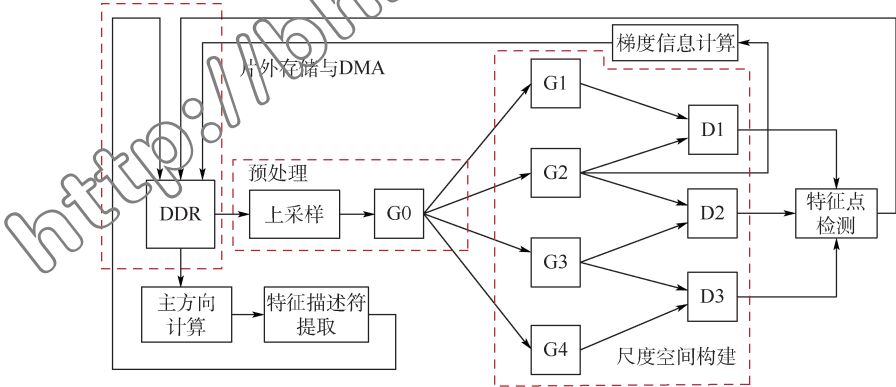 梯度信息计算
片外存储与DMA
G1
D1
预处理
G2
DDR
上采样
G0
特征点
检测
D2
G3
主方向
计算
特征描述符
提取
D3
G4
尺度空间构建
http://bh